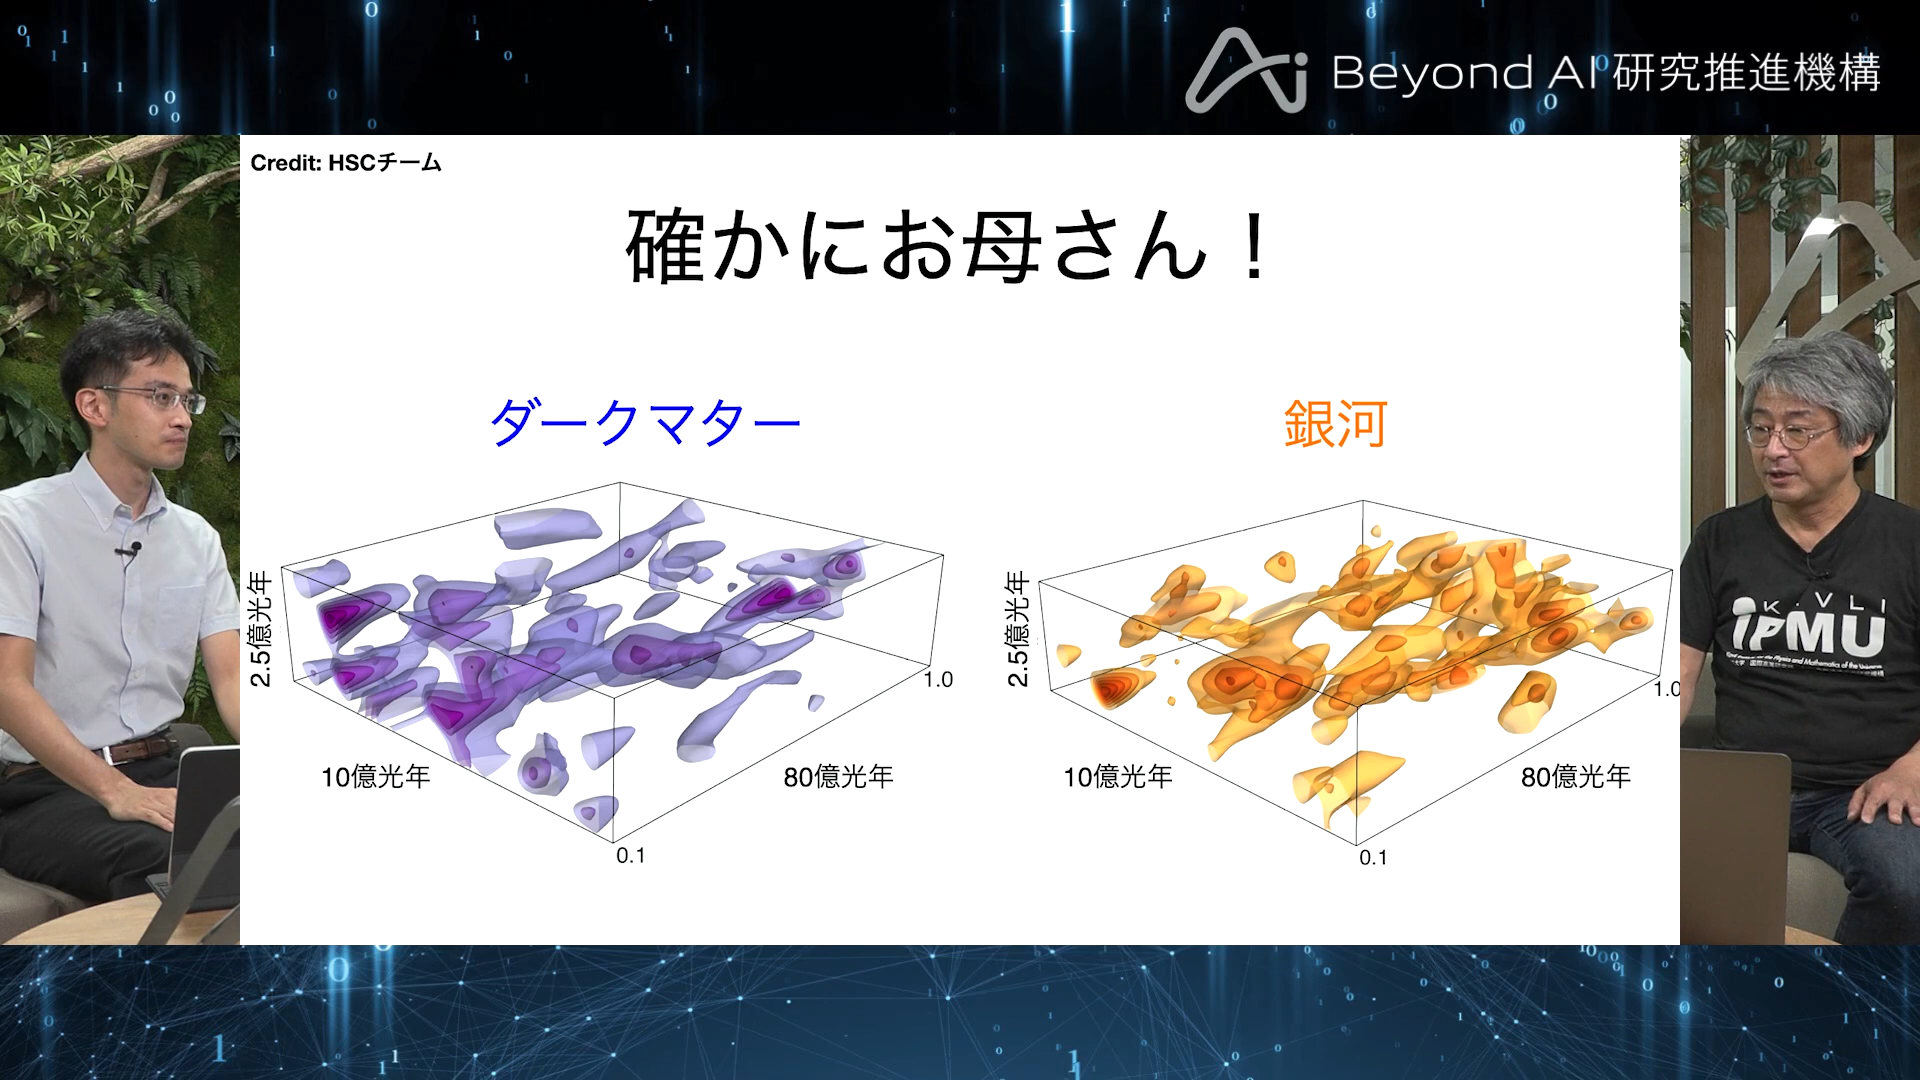 Beyond AI 研究推進機構
Credit: HSCチーム
確かにお母さん！
ダークマター
銀河
2.5億光年
10億光年
80億光年
1.0
0.1
2.5億光年
10億光年
80億光年
1.0
0.1
KAVLI
IPMU